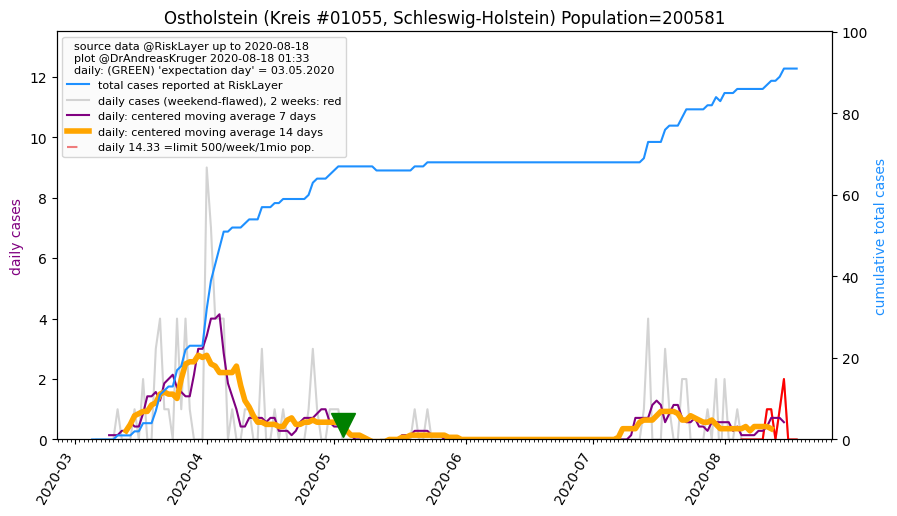 Ostholstein (Kreis #01055, Schleswig-Holstein) Population=200581
source data @RiskLayer up to 2020-08-18
plot @DrAndreasKruger 2020-08-18 01:33
daily: (GREEN) 'expectation day' = 03.05.2020
total cases reported at RiskLayer
daily cases (weekend-flawed), 2 weeks: red
daily: centered moving average 7 days
daily: centered moving average 14 days
daily 14.33 =limit 500/week/1mio pop.
daily cases
12
10
8
6
4
2
0
cumulative total cases
100
80
60
40
20
0
2020-03
2020-04
2020-05
2020-06
2020-07
2020-08